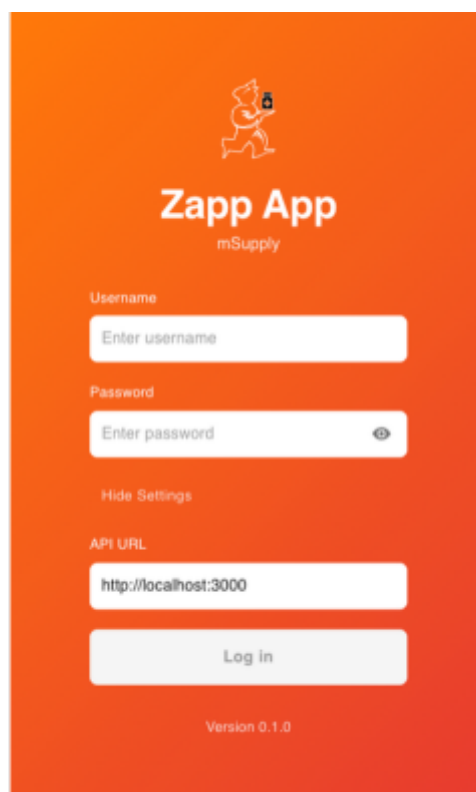 Zapp App
mSupply
Username
Enter username
Password
Enter password
Hide Settings
API URL
http://localhost:3000
Log in
Version 0.1.0